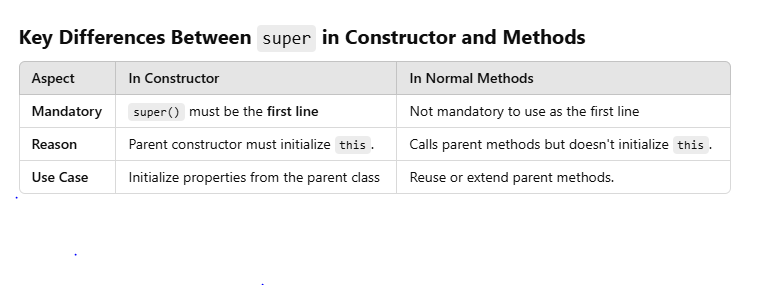 Key Differences Between super in Constructor and Methods
Aspect In Constructor In Normal Methods
Mandatory super() must be the first line Not mandatory to use as the first line
Reason Parent constructor must initialize this. Calls parent methods but doesn't initialize this.
Use Case Initialize properties from the parent class Reuse or extend parent methods.